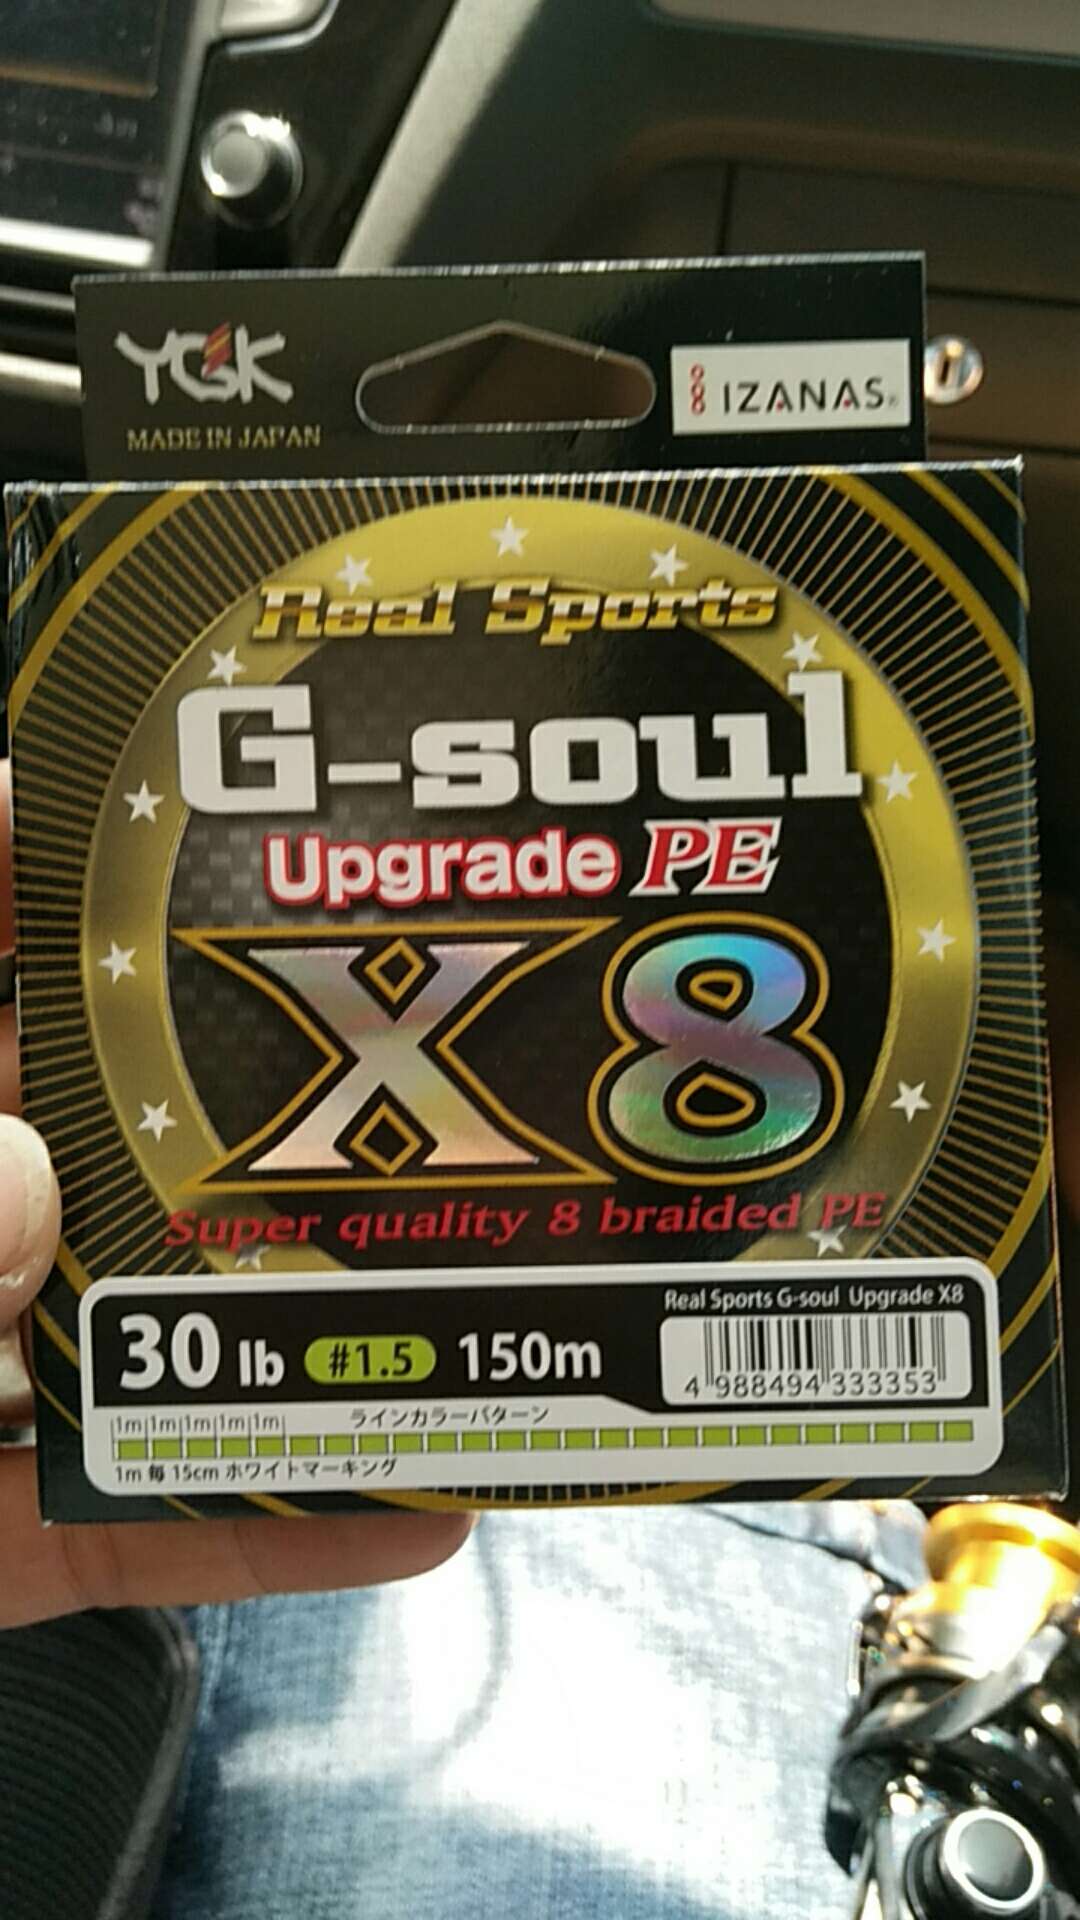 YGK
MADE IN JAPAN
IZANAS®
Real Sports
G-soul
Upgrade PE
X8
Super quality 8 braided PE
Real Sports G-soul Upgrade X8
30 lb #1.5 150m
4 988494 333353
1m 1m 1m 1m 1m ラインカラーパターン
1m 毎 15cm ホワイトマーキング